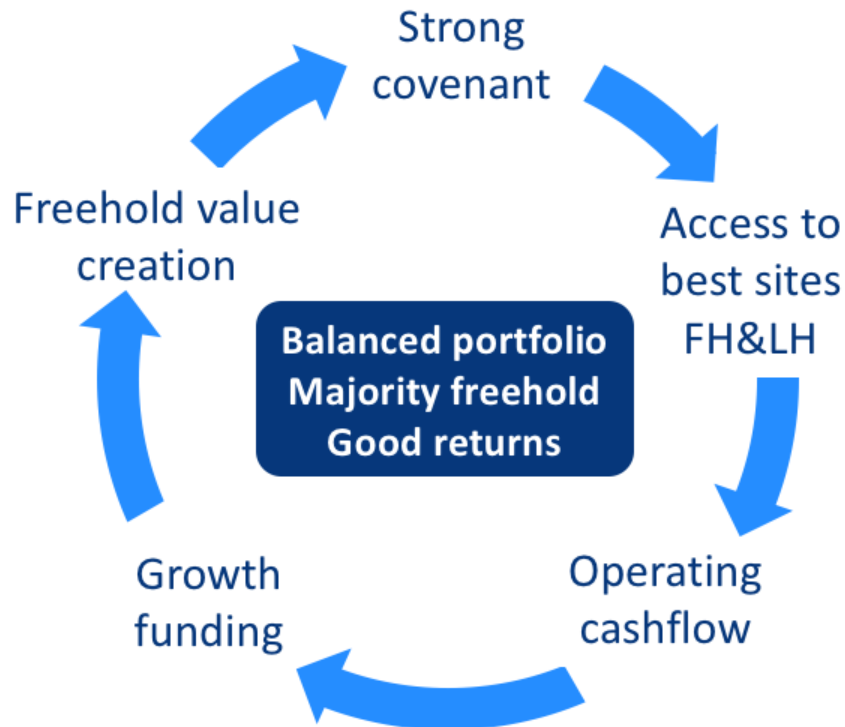 Strong
covenant
Access to
best sites
FH&LH
Operating
cashflow
Growth
funding
Freehold value
creation
Balanced portfolio
Majority freehold
Good returns